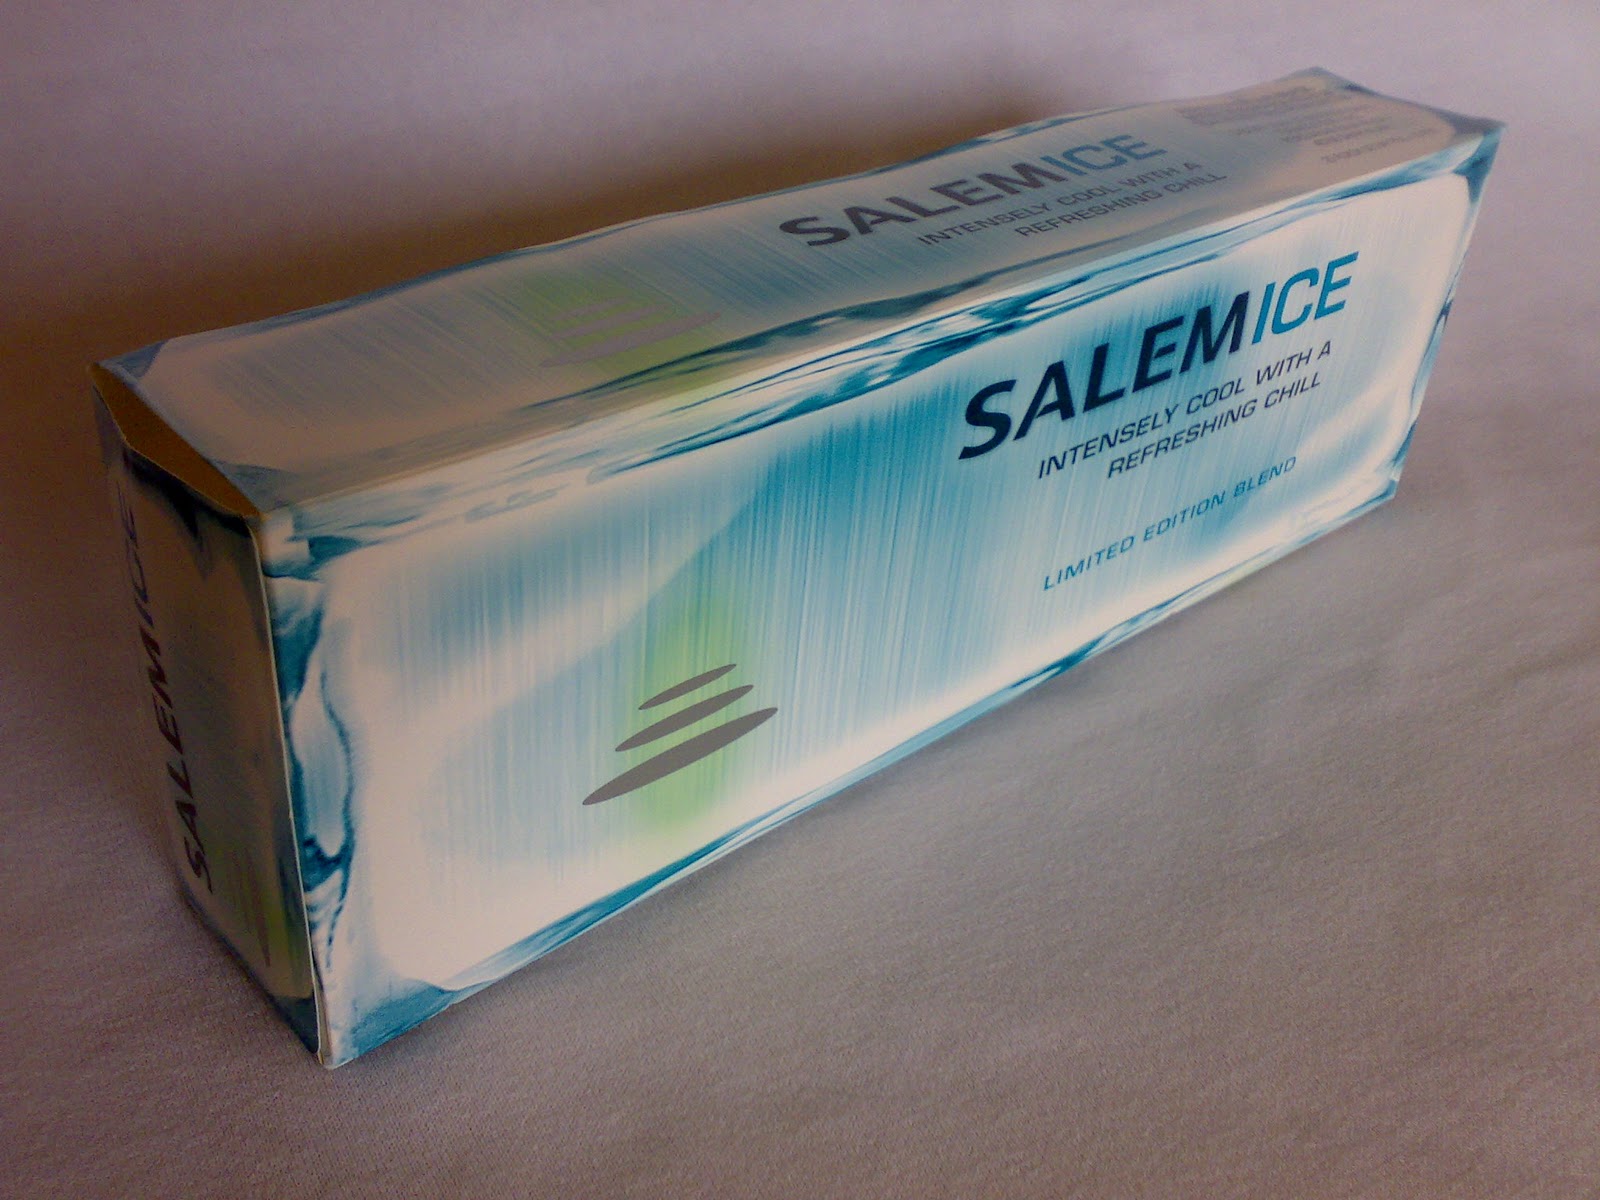 SALEMICE
INTENSELY COOL WITH A
REFRESHING CHILL
SALEMICE
INTENSELY COOL WITH A
REFRESHING CHILL
LIMITED EDITION BLEND
SALEMICE